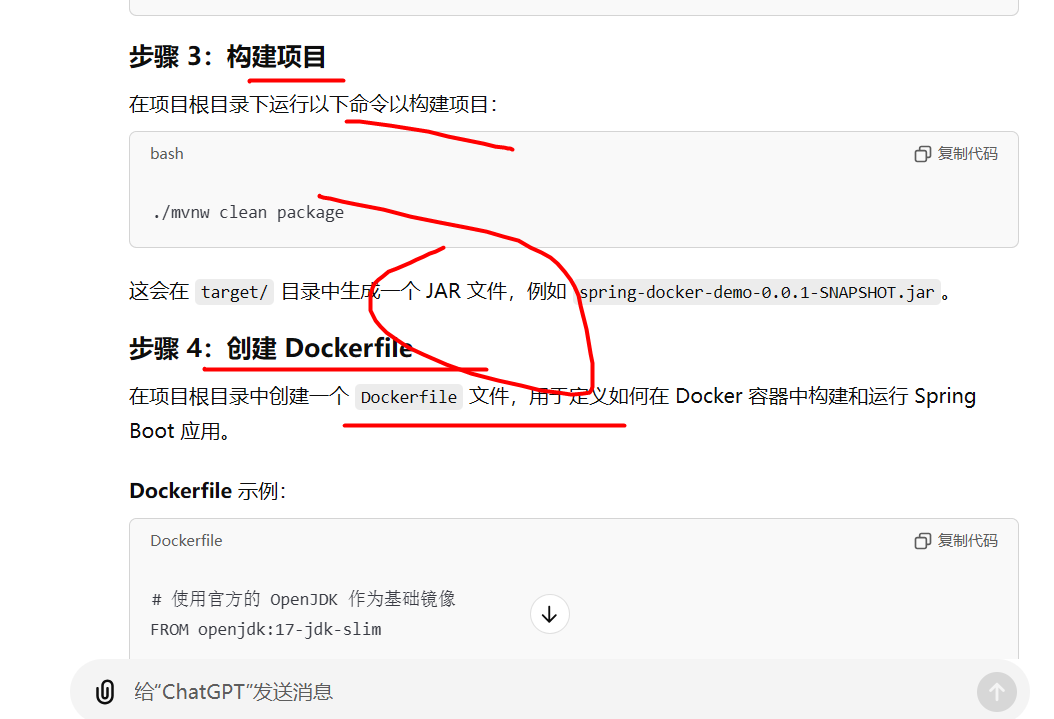 步骤 3：构建项目
在项目根目录下运行以下命令以构建项目：
bash
复制代码
./mvnw clean package
这会在 target/ 目录中生成一个 JAR 文件，例如 spring-docker-demo-0.0.1-SNAPSHOT.jar 。
步骤 4：创建 Dockerfile
在项目根目录中创建一个 Dockerfile 文件，用于定义如何在 Docker 容器中构建和运行 Spring
Boot 应用。
Dockerfile 示例：
Dockerfile
复制代码
# 使用官方的 OpenJDK 作为基础镜像
FROM openjdk:17-jdk-slim
给“ChatGPT”发送消息